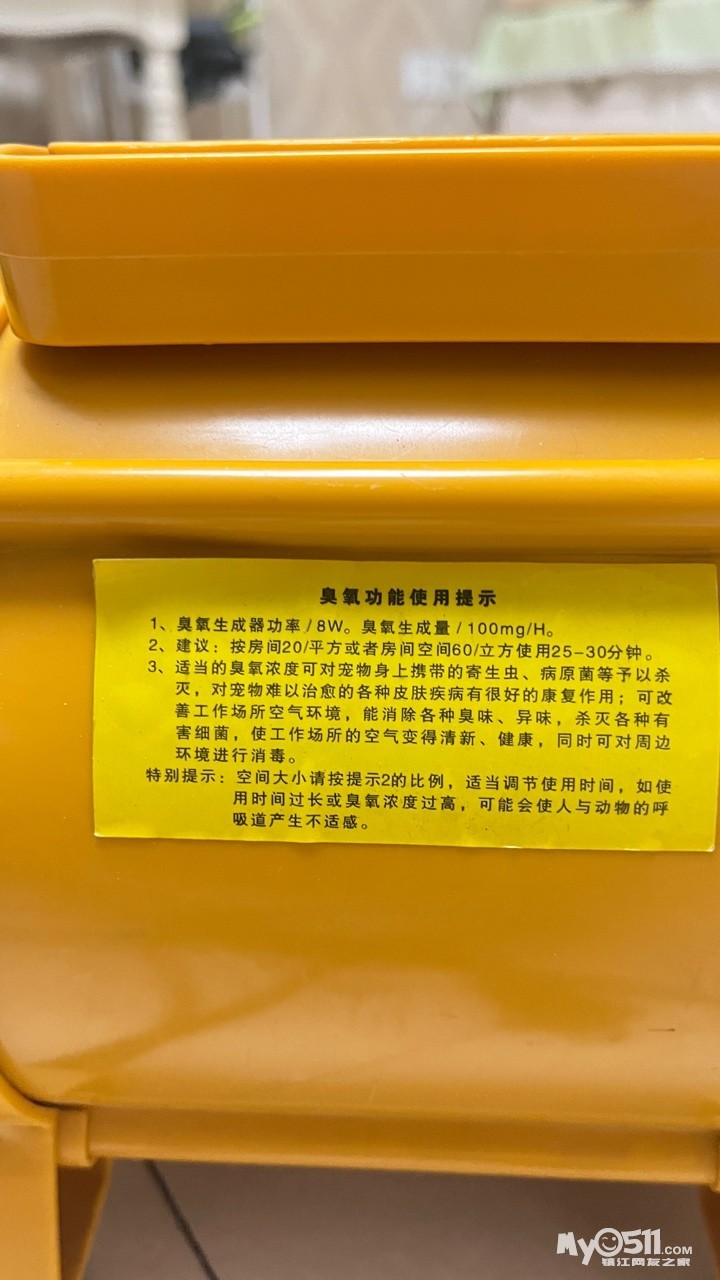 臭氧功能使用提示
1、臭氧生成器功率/8W。臭氧生成量/100mg/H。
2、建议：按房间20/平方或者房间空间60/立方使用25-30分钟。
3、适当的臭氧浓度可对宠物身上携带的寄生虫、病原菌等予以杀
灭，对宠物难以治愈的各种皮肤疾病有很好的康复作用；可改
善工作场所空气环境，能消除各种臭味、异味，杀灭各种有
害细菌，使工作场所的空气变得清新、健康，同时可对周边
环境进行消毒。
特别提示：空间大小请按提示2的比例，适当调节使用时间，如使
用时间过长或臭氧浓度过高，可能会使人与动物的呼
吸道产生不适感。
My0511.COM
镇江网友之家